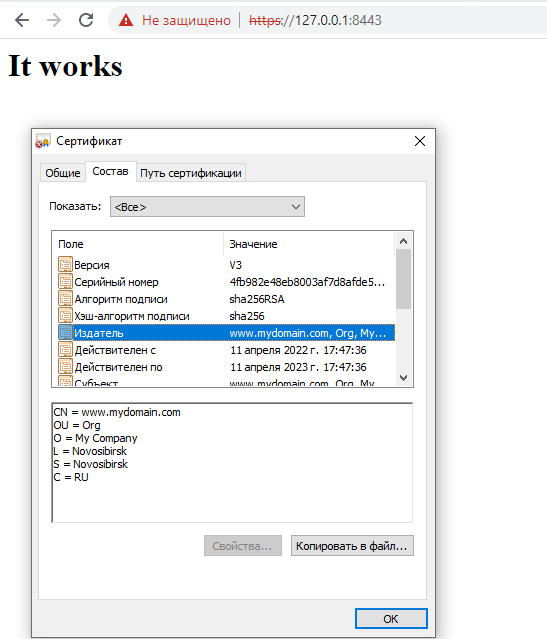 Не защищено https://127.0.0.1:8443
It works
Сертификат
Общие Состав Путь сертификации
Показать: <Все>
Поле Значение
Версия V3
Серийный номер 4fb982e48eb8003af7d8afde5...
Алгоритм подписи sha256RSA
Хэш-алгоритм подписи sha256
Издатель www.mydomain.com, Org, My...
Действителен с 11 апреля 2022 г. 17:47:36
Действителен по 11 апреля 2023 г. 17:47:36
Субъект www.mydomain.com, Org, My...
CN = www.mydomain.com
OU = Org
O = My Company
L = Novosibirsk
S = Novosibirsk
C = RU
Свойства... Копировать в файл...
ОК